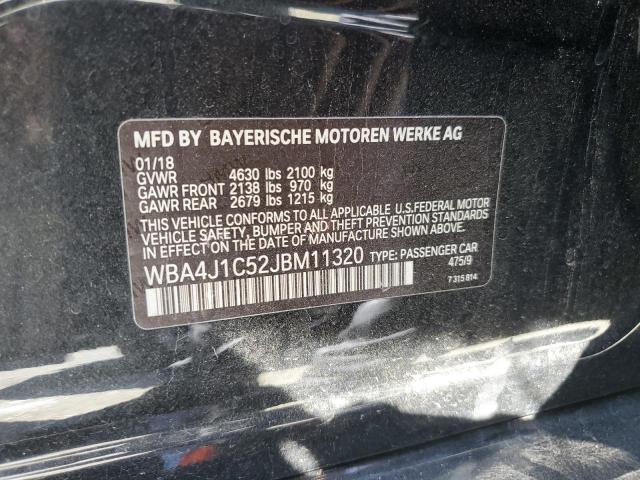 MFD BY BAYERISCHE MOTOREN WERKE AG
01/18
GVWR 4630 lbs 2100 kg
GAWR FRONT 2138 lbs 970 kg
GAWR REAR 2679 lbs 1215 kg
THIS VEHICLE CONFORMS TO ALL APPLICABLE U.S.FEDERAL MOTOR
VEHICLE SAFETY, BUMPER AND THEFT PREVENTION STANDARDS
IN EFFECT ON THE DATE OF MANUFACTURE SHOWN ABOVE.
WBA4J1C52JBM11320 TYPE: PASSENGER CAR
475/9
7 315 814